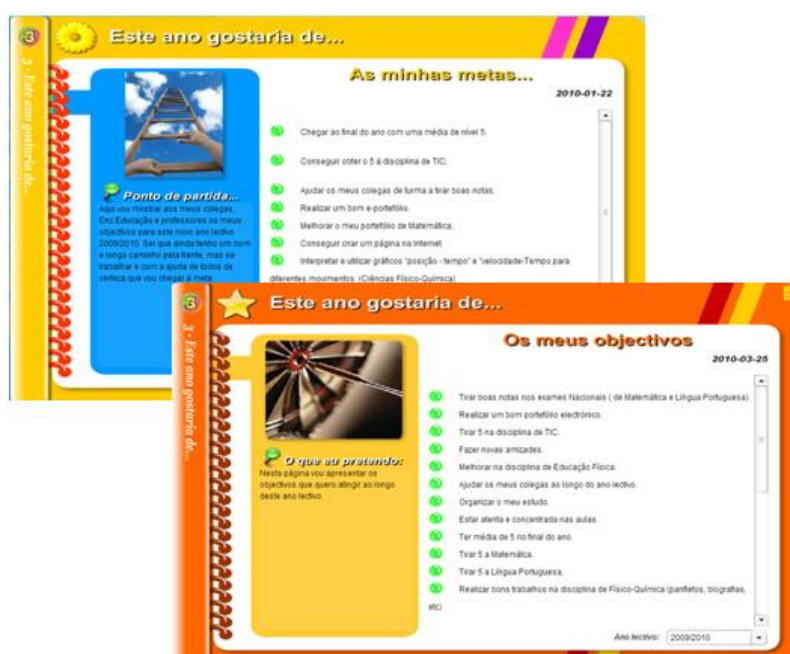 3
3 - Este ano gostaria de...
Este ano gostaria de...
As minhas metas...
2010-01-22
Ponto de partida...
Aqui vou mostrar aos meus colegas,
Enc.Educação e professores os meus
objectivos para este novo ano lectivo
2009/2010. Sei que ainda tenho um bom
e longo caminho pela frente, mas se
trabalhar e com a ajuda de todos de
certeza que vou chegar á meta.
Chegar ao final do ano com uma média de nível 5.
Conseguir obter o 5 á disciplina de TIC;
Ajudar os meus colegas de turma a tirar boas notas.
Realizar um bom e-portefólio.
Melhorar o meu portefólio de Matemática.
Conseguir criar um página na Internet.
Interpretar e utilizar gráficos "posição - tempo" e "velocidade-Tempo para
diferentes movimentos. (Ciências Físico-Química)
3
3 - Este ano gostaria de...
Este ano gostaria de...
Os meus objectivos
2010-03-25
O que eu pretendo:
Nesta página vou apresentar os
objectivos que quero atingir ao longo
deste ano lectivo.
Tirar boas notas nos exames Nacionais ( de Matemática e Língua Portuguesa).
Realizar um bom portefólio electrónico.
Tirar 5 na disciplina de TIC.
Fazer novas amizades.
Melhorar na disciplina de Educação Física.
Ajudar os meus colegas ao longo do ano lectivo.
Organizar o meu estudo.
Estar atenta e concentrada nas aulas.
Ter média de 5 no final do ano.
Tirar 5 a Matemática.
Tirar 5 a Língua Portuguesa.
Realizar bons trabalhos na disciplina de Físico-Química (panfletos, biografias,
etc)
Ano lectivo: 2009/2010